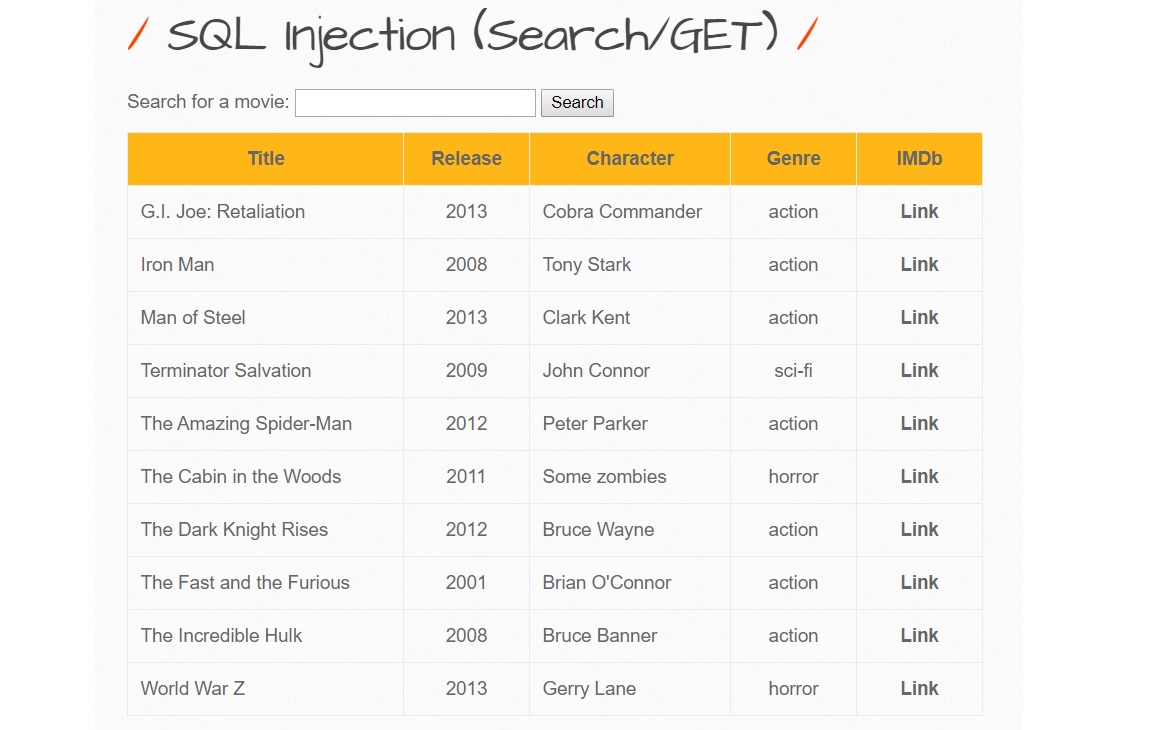 / SQL Injection (Search/GET) /
Search for a movie: Search
Title Release Character Genre IMDb
G.I. Joe: Retaliation 2013 Cobra Commander action Link
Iron Man 2008 Tony Stark action Link
Man of Steel 2013 Clark Kent action Link
Terminator Salvation 2009 John Connor sci-fi Link
The Amazing Spider-Man 2012 Peter Parker action Link
The Cabin in the Woods 2011 Some zombies horror Link
The Dark Knight Rises 2012 Bruce Wayne action Link
The Fast and the Furious 2001 Brian O'Connor action Link
The Incredible Hulk 2008 Bruce Banner action Link
World War Z 2013 Gerry Lane horror Link